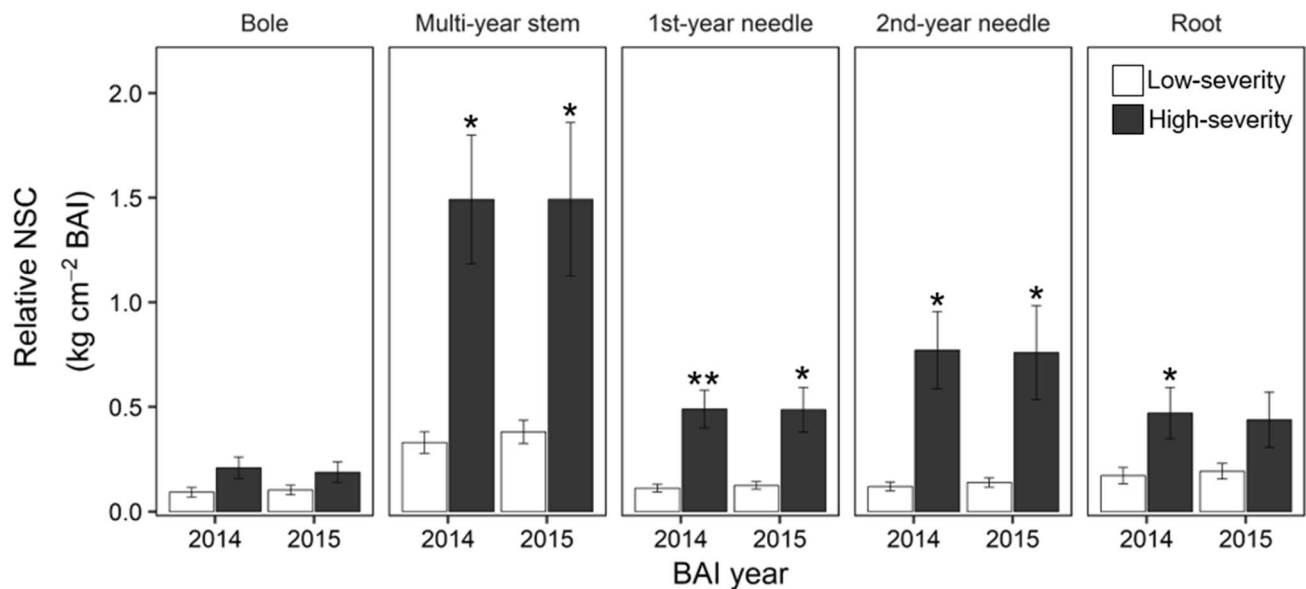 Bole Multi-year stem 1st-year needle 2nd-year needle Root
Low-severity
High-severity
Relative NSC
(kg cm⁻² BAI)
2.0
1.5
1.0
0.5
0.0
* * ** * * * *
2014 2015 2014 2015 2014 2015 2014 2015 2014 2015
BAI year